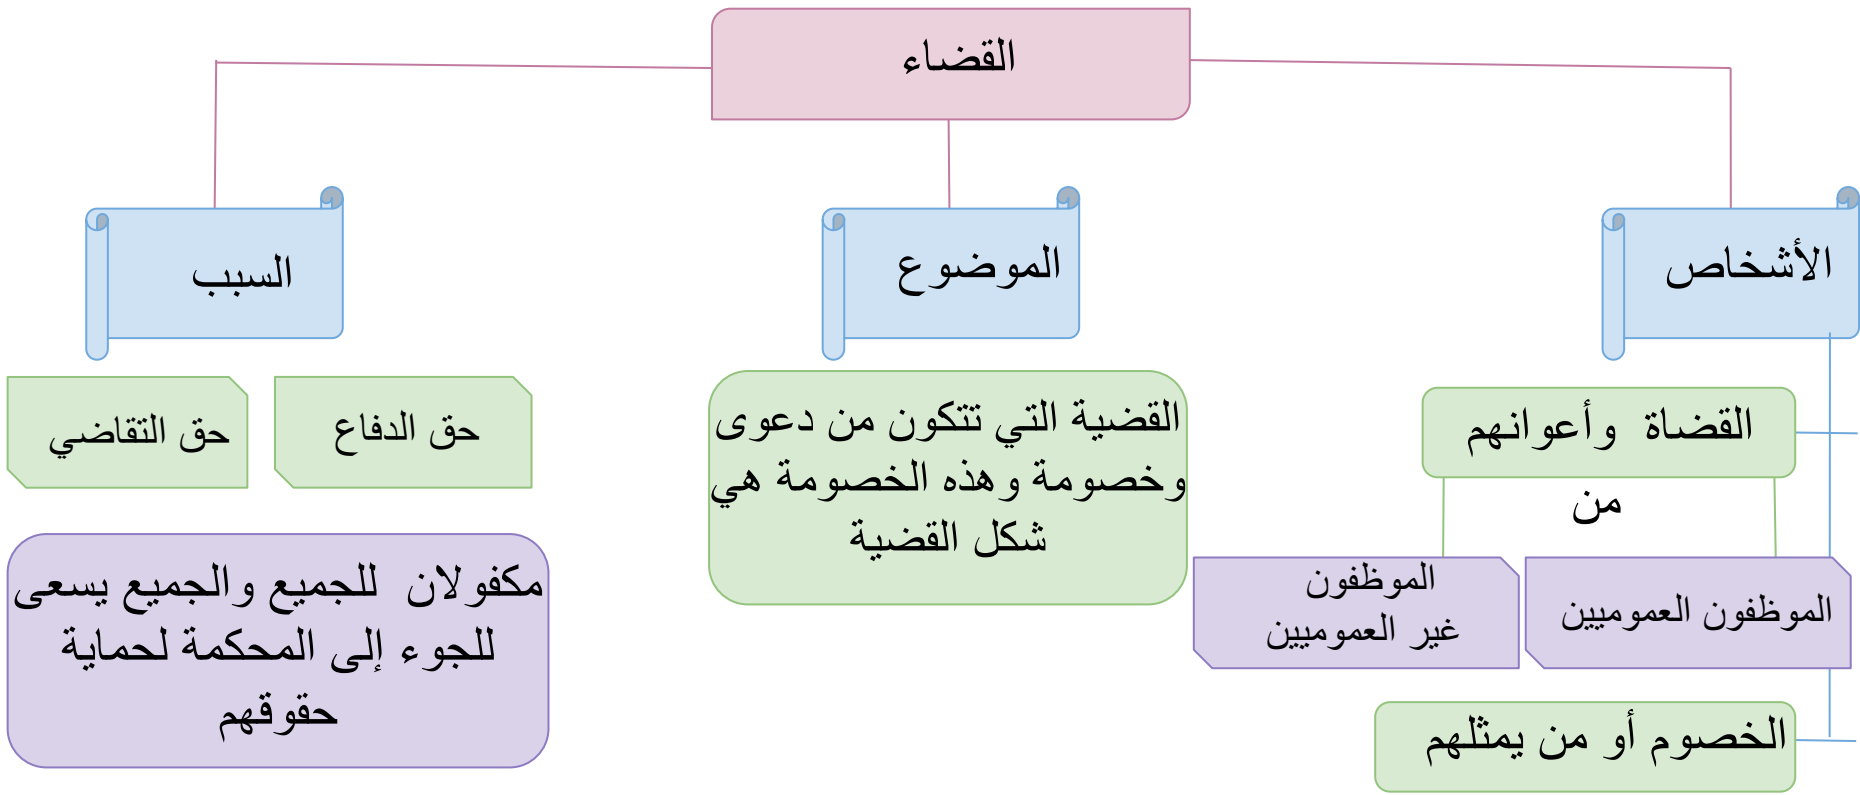 القضاء
الأشخاص
الموضوع
السبب
القضاة وأعوانهم
من
الموظفون العموميين
الموظفون
غير العموميين
الخصوم أو من يمثلهم
القضية التي تتكون من دعوى
وخصومة وهذه الخصومة هي
شكل القضية
حق الدفاع
حق التقاضي
مكفولان للجميع والجميع يسعى
للجوء إلى المحكمة لحماية
حقوقهم